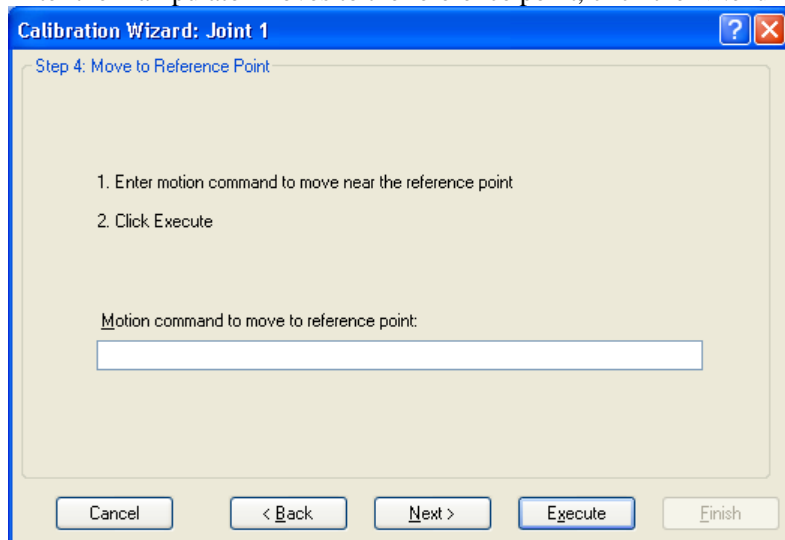 Calibration Wizard: Joint 1
Step 4: Move to Reference Point
1. Enter motion command to move near the reference point
2. Click Execute
Motion command to move to reference point:
Cancel
< Back
Next >
Execute
Finish